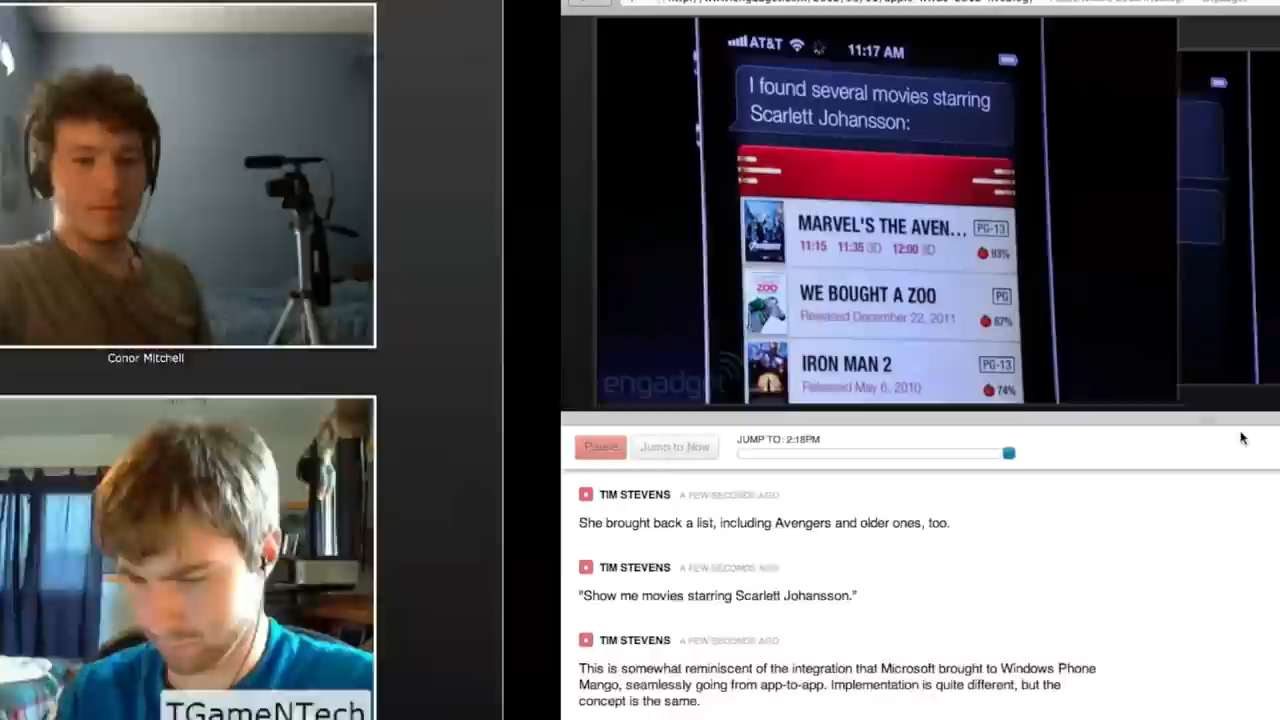 Conor Mitchell
TGameNTech
AT&T
11:17 AM
I found several movies starring
Scarlett Johansson:
MARVEL'S THE AVEN...
PG-13
11:15 11:35 3D 12:00 3D
93%
ZOO
WE BOUGHT A ZOO
PG
Released December 22, 2011
67%
IRON MAN 2
PG-13
Released May 6, 2010
74%
engadget
Pause
Jump to Now
JUMP TO: 2:18PM
TIM STEVENS A FEW SECONDS AGO
She brought back a list, including Avengers and older ones, too.
TIM STEVENS A FEW SECONDS AGO
"Show me movies starring Scarlett Johansson."
TIM STEVENS A FEW SECONDS AGO
This is somewhat reminiscent of the integration that Microsoft brought to Windows Phone
Mango, seamlessly going from app-to-app. Implementation is quite different, but the
concept is the same.